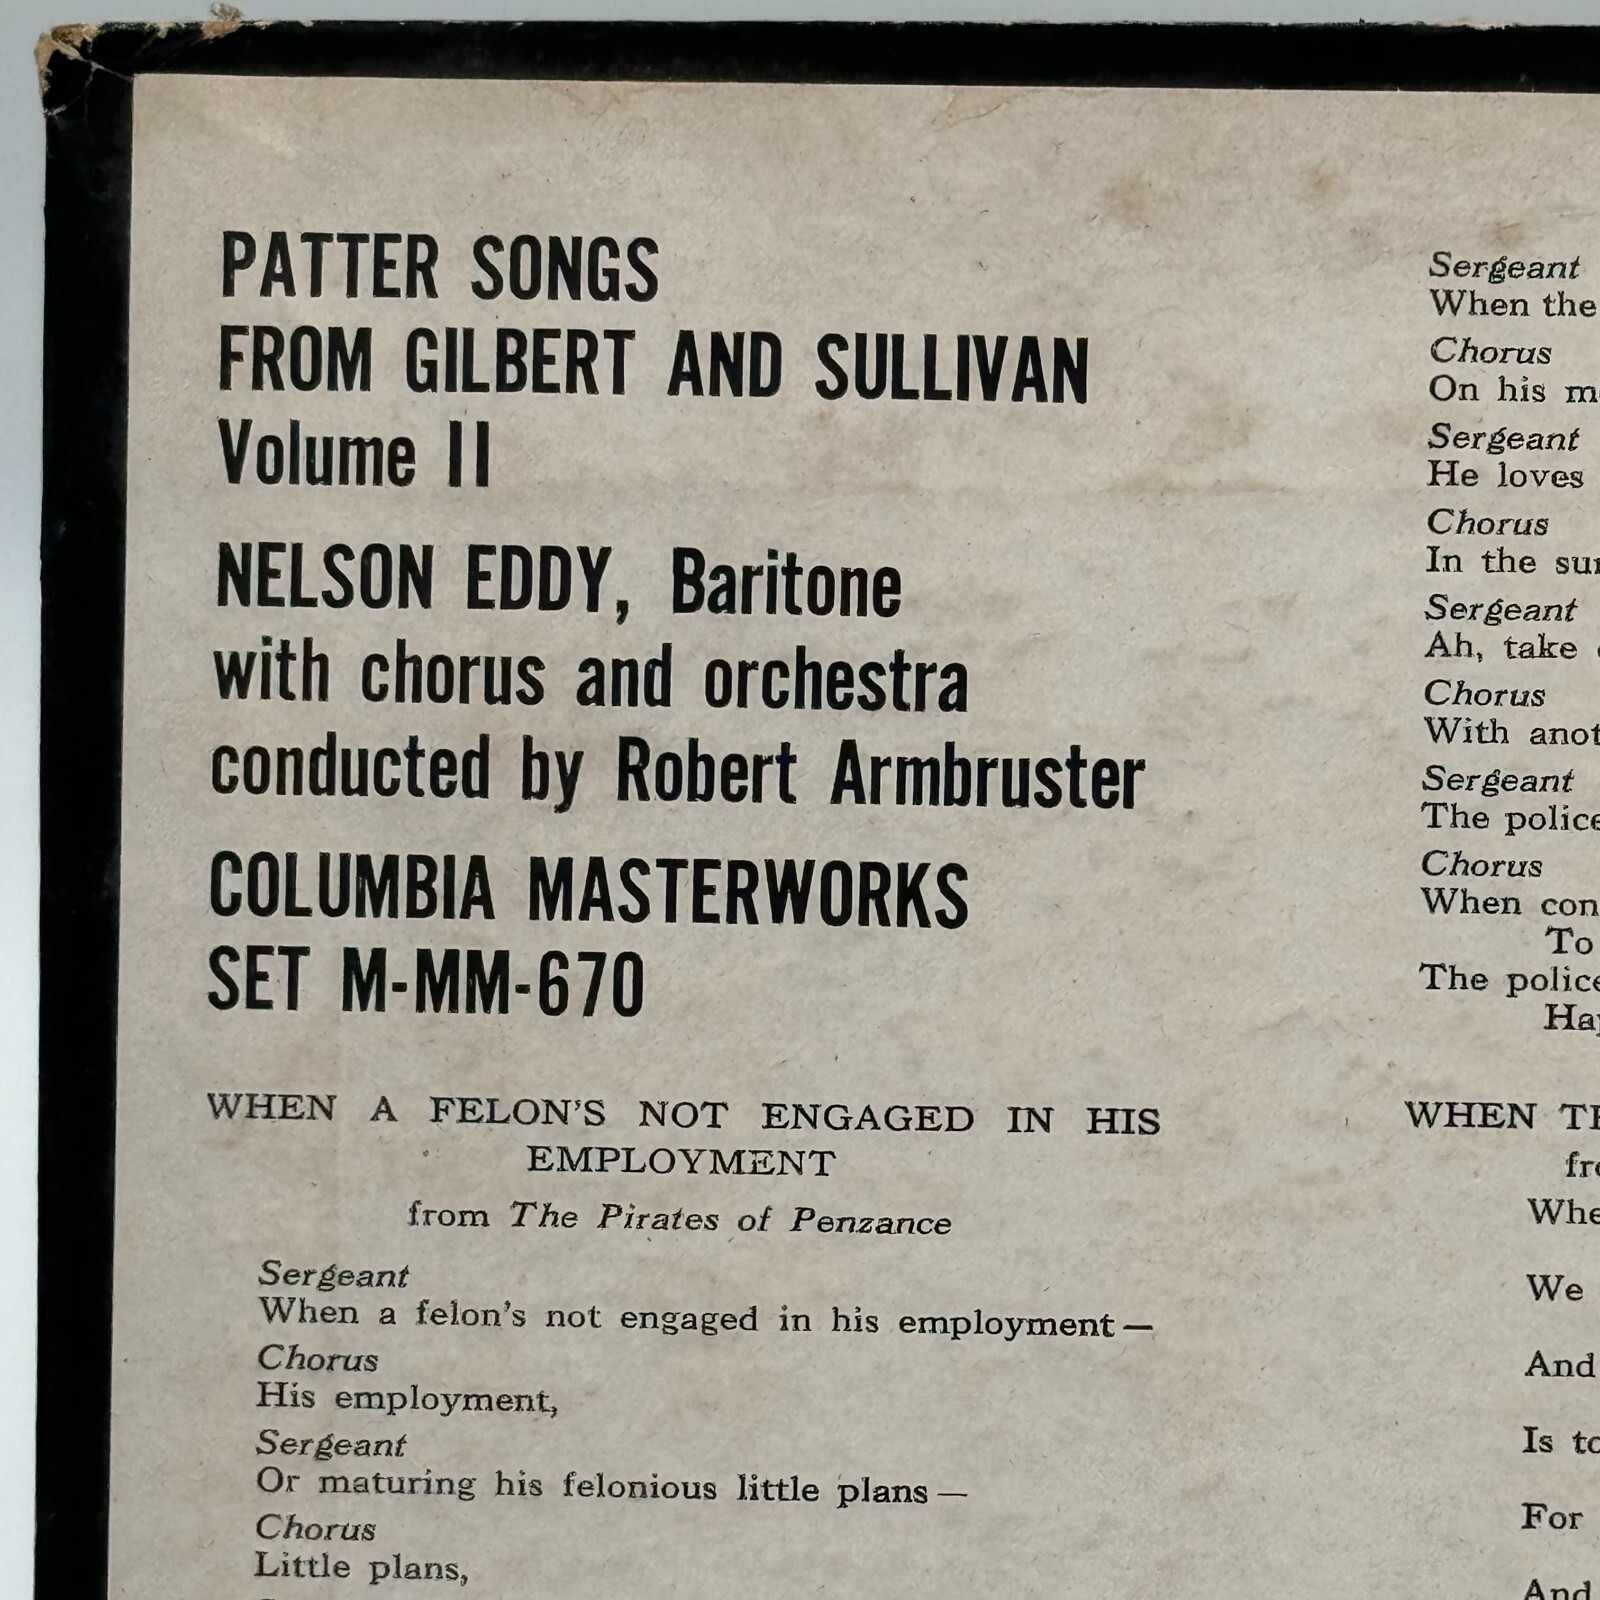 PATTER SONGS
FROM GILBERT AND SULLIVAN
Volume II
NELSON EDDY, Baritone
with chorus and orchestra
conducted by Robert Armbruster
COLUMBIA MASTERWORKS
SET M-MM-670
WHEN A FELON'S NOT ENGAGED IN HIS
EMPLOYMENT
from The Pirates of Penzance
Sergeant
When a felon's not engaged in his employment —
Chorus
His employment,
Sergeant
Or maturing his felonious little plans —
Chorus
Little plans,
Sergeant
When the
Chorus
On his
Sergeant
He loves
Chorus
In the
Sergeant
Ah, take
Chorus
With
Sergeant
The police
Chorus
When
To
The police
WHEN
We
And
Is
For
And